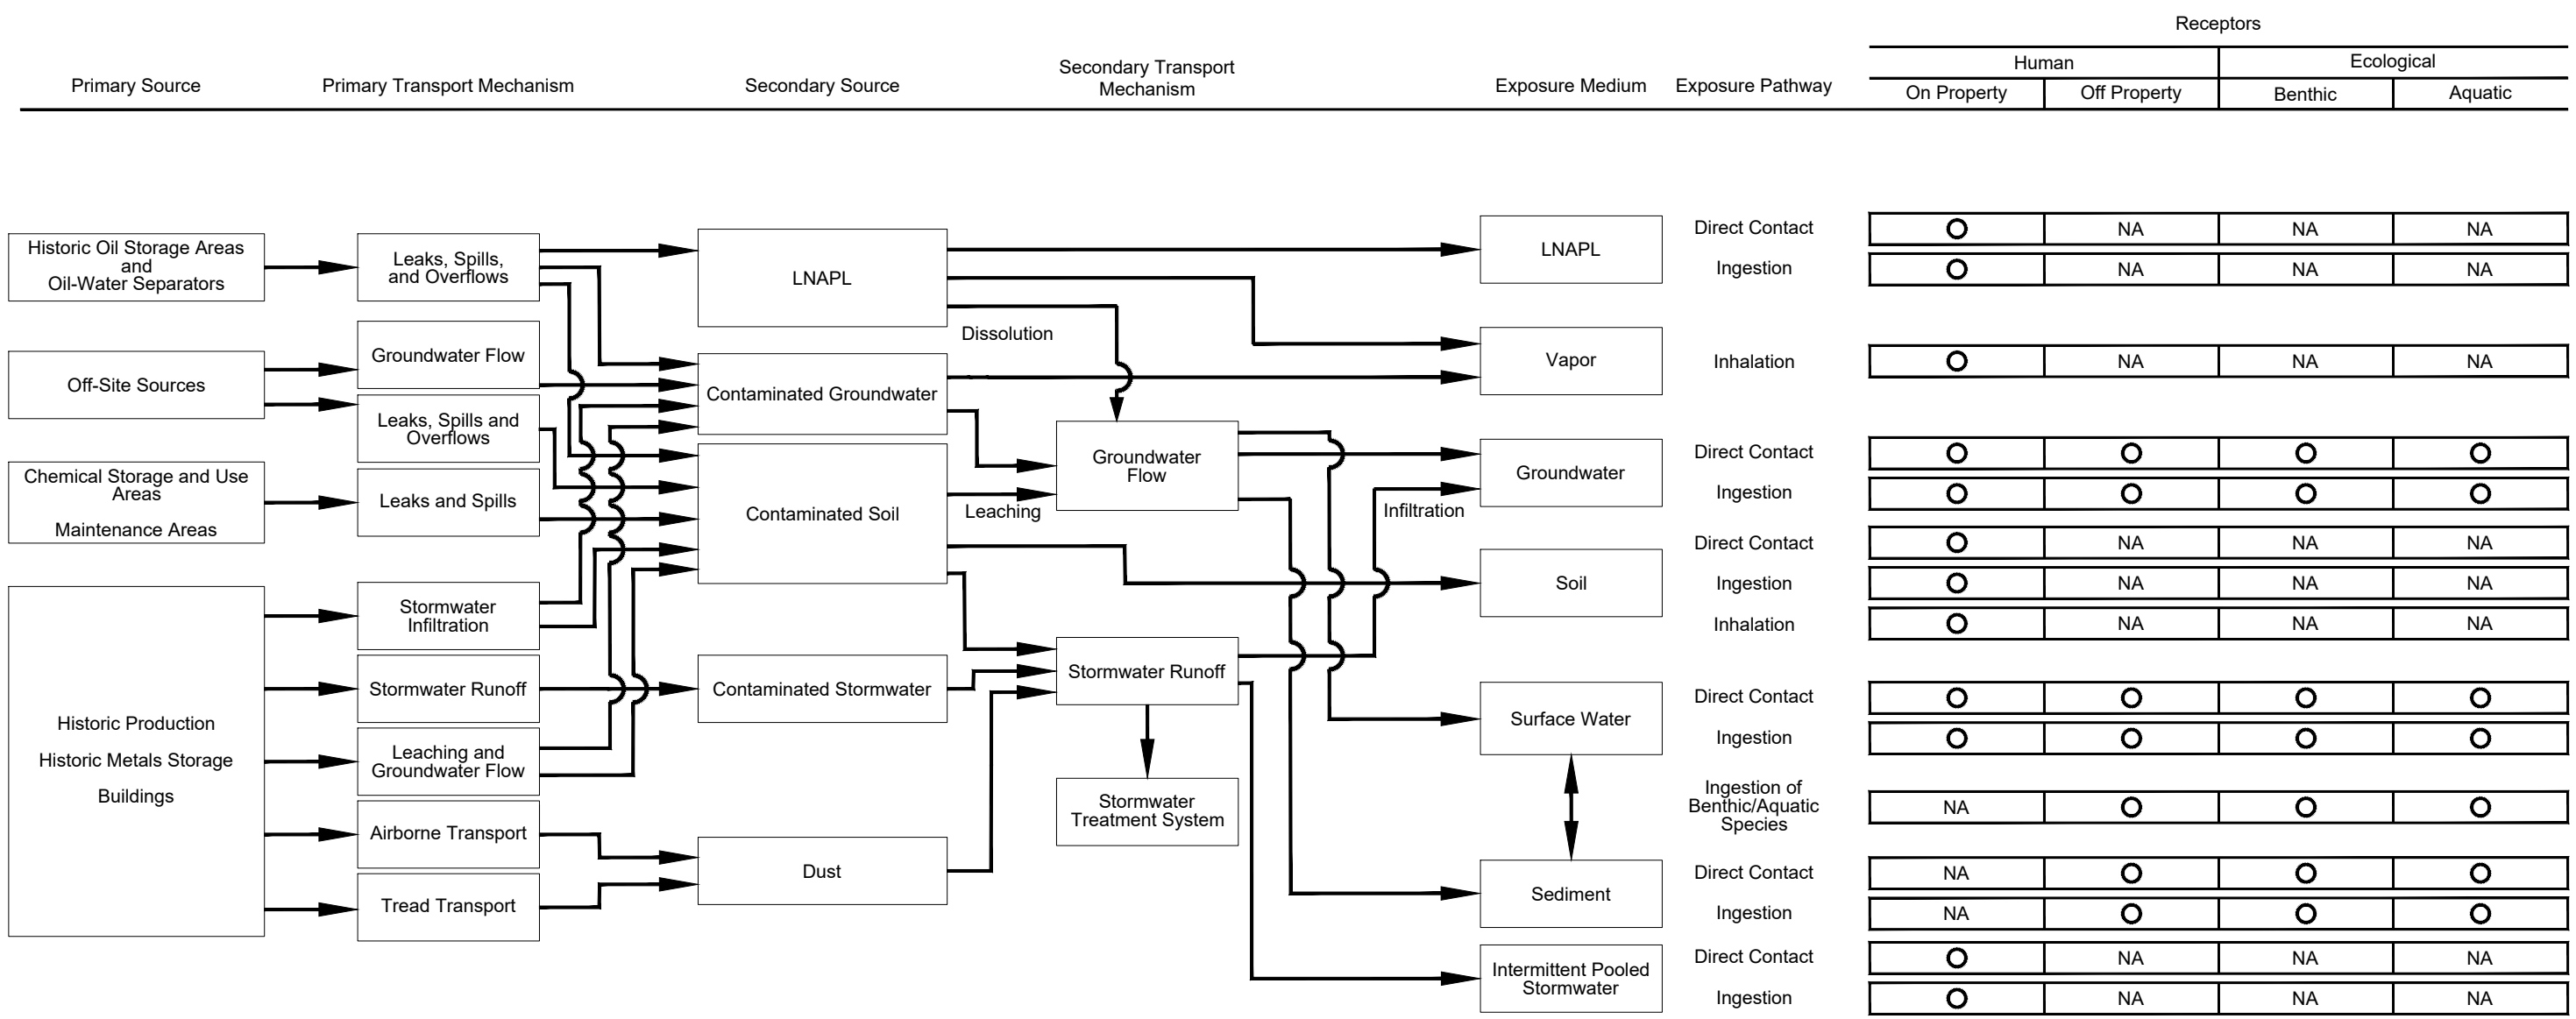 Receptors
Human
Ecological
Primary Source
Primary Transport Mechanism
Secondary Source
Secondary Transport
Mechanism
Exposure Medium
Exposure Pathway
On Property
Off Property
Benthic
Aquatic
Historic Oil Storage Areas
and
Oil-Water Separators
Off-Site Sources
Chemical Storage and Use
Areas
Maintenance Areas
Historic Production
Historic Metals Storage
Buildings
Leaks, Spills,
and Overflows
Groundwater Flow
Leaks, Spills and
Overflows
Leaks and Spills
Stormwater
Infiltration
Stormwater Runoff
Leaching and
Groundwater Flow
Airborne Transport
Tread Transport
LNAPL
Contaminated Groundwater
Contaminated Soil
Contaminated Stormwater
Dust
Dissolution
Leaching
Groundwater
Flow
Stormwater Runoff
Stormwater
Treatment System
Infiltration
LNAPL
Vapor
Groundwater
Soil
Surface Water
Sediment
Intermittent Pooled
Stormwater
Direct Contact
NA NA NA
Ingestion
NA NA NA
Inhalation
NA NA NA
Direct Contact
Ingestion
Direct Contact
NA NA NA
Ingestion
NA NA NA
Inhalation
NA NA NA
Direct Contact
Ingestion
Ingestion of
Benthic/Aquatic
Species
NA
Direct Contact
NA
Ingestion
NA
Direct Contact
NA NA NA
Ingestion
NA NA NA